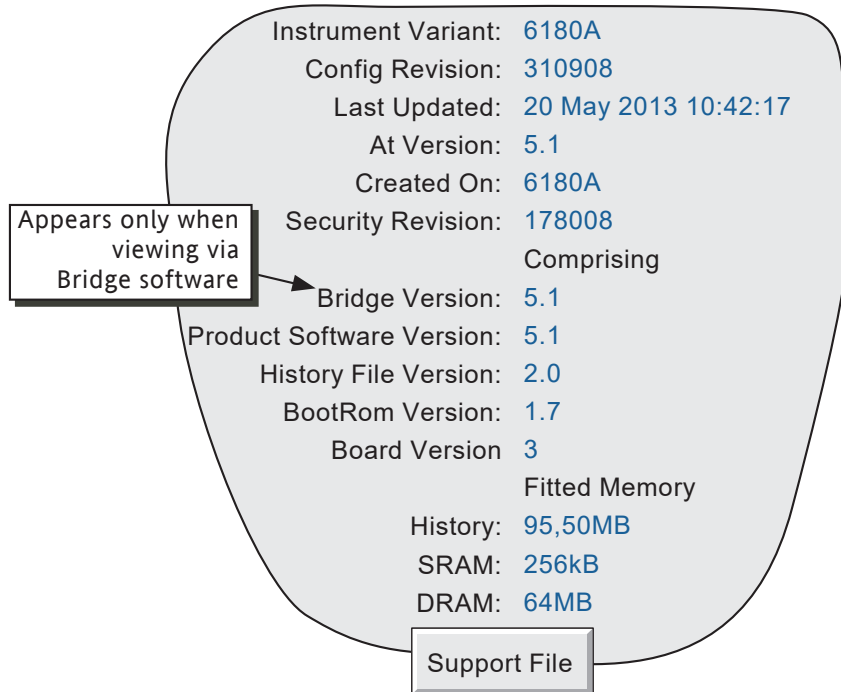 Instrument Variant: 6180A
Config Revision: 310908
Last Updated: 20 May 2013 10:42:17
At Version: 5.1
Created On: 6180A
Security Revision: 178008
Comprising
Appears only when
viewing via
Bridge software
Bridge Version: 5.1
Product Software Version: 5.1
History File Version: 2.0
BootRom Version: 1.7
Board Version 3
Fitted Memory
History: 95,50MB
SRAM: 256kB
DRAM: 64MB
Support File